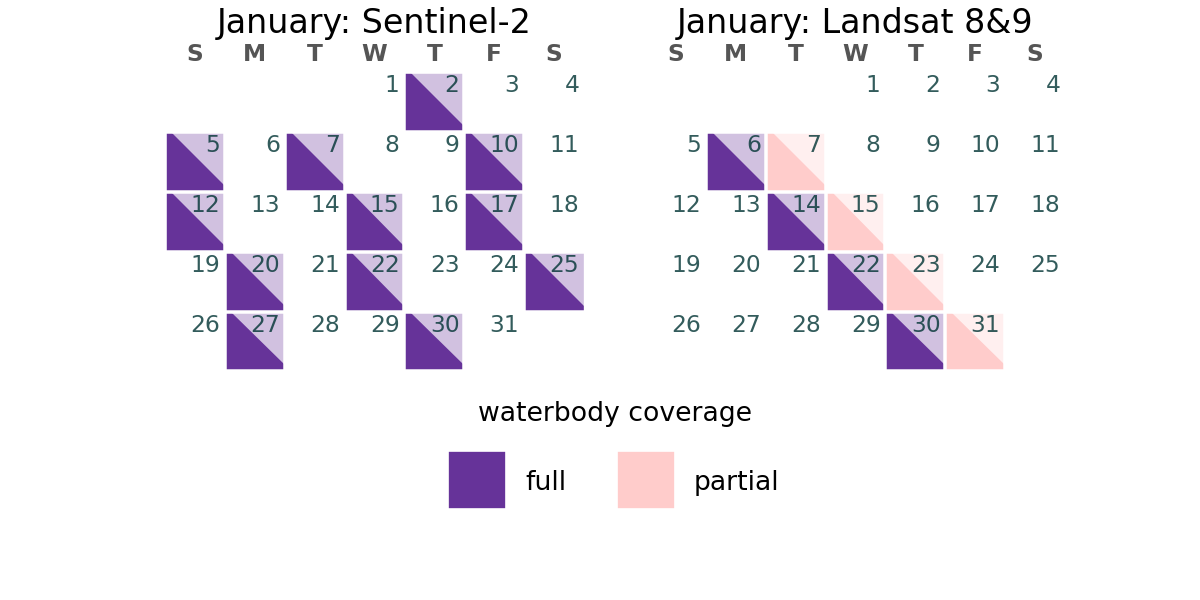 January: Sentinel-2
S M T W T F S
1 2 3 4
5 6 7 8 9 10 11
12 13 14 15 16 17 18
19 20 21 22 23 24 25
26 27 28 29 30 31
January: Landsat 8&9
S M T W T F S
1 2 3 4
5 6 7 8 9 10 11
12 13 14 15 16 17 18
19 20 21 22 23 24 25
26 27 28 29 30 31
waterbody coverage
full partial